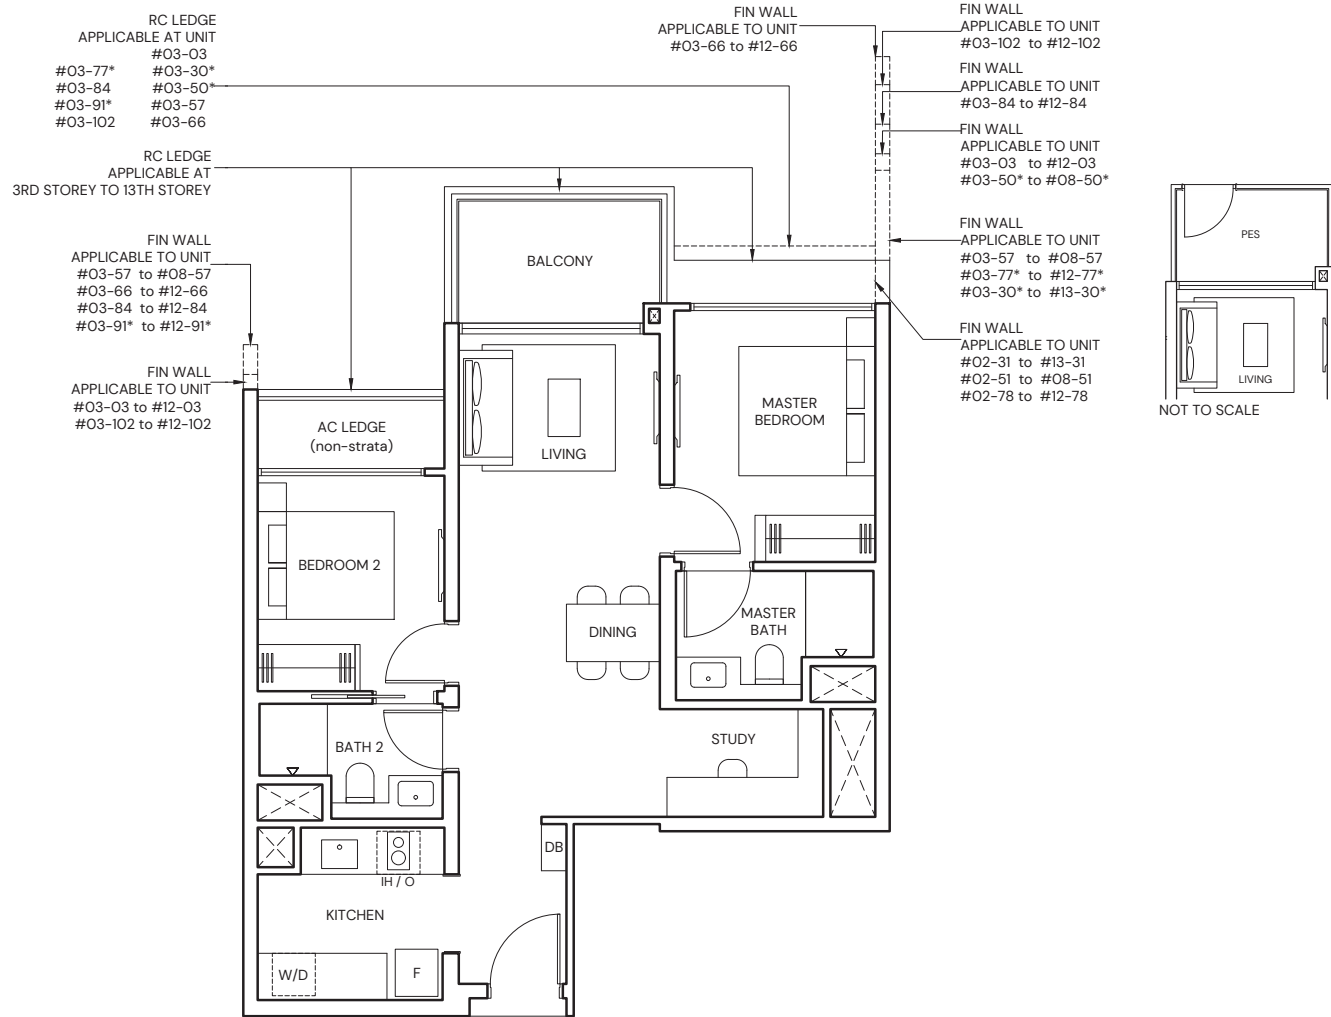 RC LEDGE
APPLICABLE AT UNIT
#03-03
#03-77* #03-30*
#03-84 #03-50*
#03-91* #03-57
#03-102 #03-66
RC LEDGE
APPLICABLE AT
3RD STOREY TO 13TH STOREY
FIN WALL
APPLICABLE TO UNIT
#03-57 to #08-57
#03-66 to #12-66
#03-84 to #12-84
#03-91* to #12-91*
FIN WALL
APPLICABLE TO UNIT
#03-03 to #12-03
#03-102 to #12-102
FIN WALL
APPLICABLE TO UNIT
#03-66 to #12-66
FIN WALL
APPLICABLE TO UNIT
#03-102 to #12-102
FIN WALL
APPLICABLE TO UNIT
#03-84 to #12-84
FIN WALL
APPLICABLE TO UNIT
#03-03 to #12-03
#03-50* to #08-50*
FIN WALL
APPLICABLE TO UNIT
#03-57 to #08-57
#03-77* to #12-77*
#03-30* to #13-30*
FIN WALL
APPLICABLE TO UNIT
#02-31 to #13-31
#02-51 to #08-51
#02-78 to #12-78
BALCONY
AC LEDGE
(non-strata)
LIVING
MASTER
BEDROOM
BEDROOM 2
DINING
MASTER
BATH
BATH 2
STUDY
DB
IH / O
KITCHEN
W/D
F
PES
LIVING
NOT TO SCALE